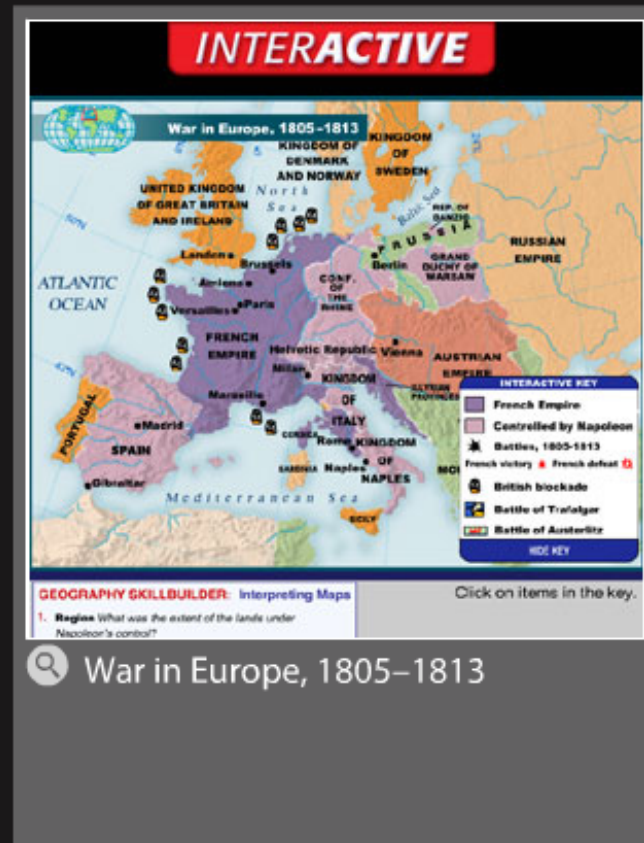 INTERACTIVE
War in Europe, 1805–1813
KINGDOM OF
DENMARK
AND NORWAY
KINGDOM
OF
SWEDEN
UNITED KINGDOM
OF GREAT BRITAIN
AND IRELAND
North
Sea
Baltic Sea
REP. OF
DANZIG
PRUSSIA
RUSSIAN
EMPIRE
London
Brussels
Berlin
GRAND
DUCHY OF
WARSAW
ATLANTIC
OCEAN
Amiens
CONF.
OF
THE
RHINE
Versailles
Paris
FRENCH
EMPIRE
Helvetic Republic
Vienna
AUSTRIAN
EMPIRE
Milan
KINGDOM
OF
ITALY
ILLYRIAN
PROVINCES
Marseille
PORTUGAL
Madrid
SPAIN
CORSICA
Rome
KINGDOM
OF
NAPLES
SARDINIA
Naples
Gibraltar
Mediterranean Sea
SICILY
INTERACTIVE KEY
French Empire
Controlled by Napoleon
Battles, 1805-1813
French victory French defeat
British blockade
Battle of Trafalgar
Battle of Austerlitz
HIDE KEY
GEOGRAPHY SKILLBUILDER: Interpreting Maps
1. Region What was the extent of the lands under
Napoleon's control?
Click on items in the key.
War in Europe, 1805–1813